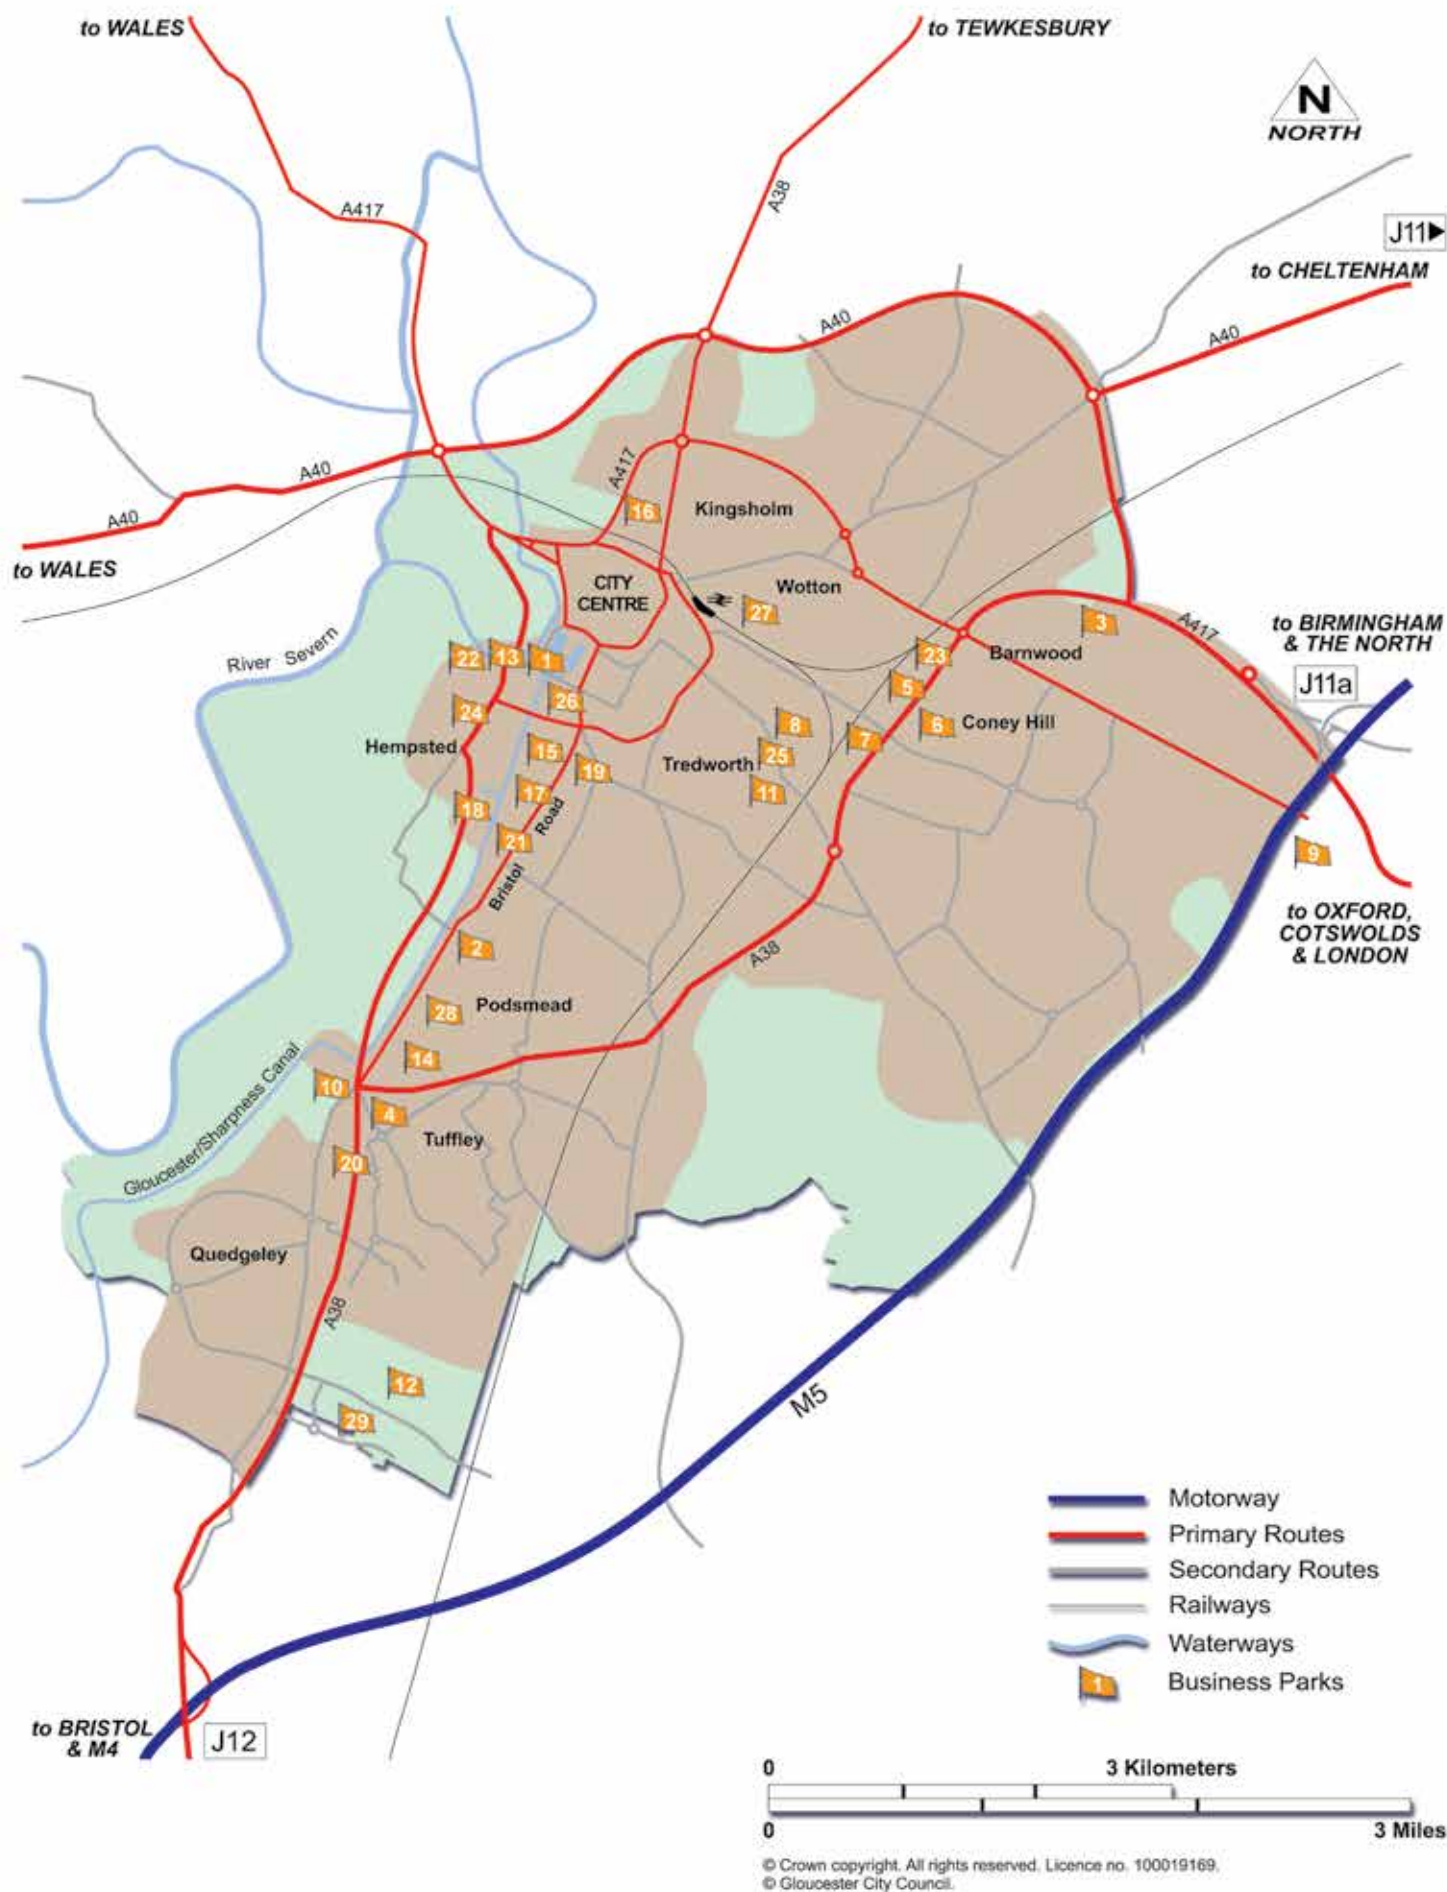 to WALES
to TEWKESBURY
N
NORTH
A38
A417
J11
to CHELTENHAM
A40
A40
A417
A40
A40
to WALES
16
Kingsholm
CITY
CENTRE
Wotton
27
3
A417
to BIRMINGHAM
& THE NORTH
J11a
River Severn
22
13
1
23
Barnwood
5
26
24
8
6
Coney Hill
7
Hempsted
15
25
Tredworth
19
17
11
18
Bristol Road
21
9
to OXFORD,
COTSWOLDS
& LONDON
2
A38
28
Podsmead
14
Gloucester/Sharpness Canal
10
4
Tuffley
20
Quedgeley
A38
12
29
M5
Motorway
Primary Routes
Secondary Routes
Railways
Waterways
1
Business Parks
to BRISTOL
& M4
J12
0
3 Kilometers
0
3 Miles
© Crown copyright. All rights reserved. Licence no. 100019169.
© Gloucester City Council.